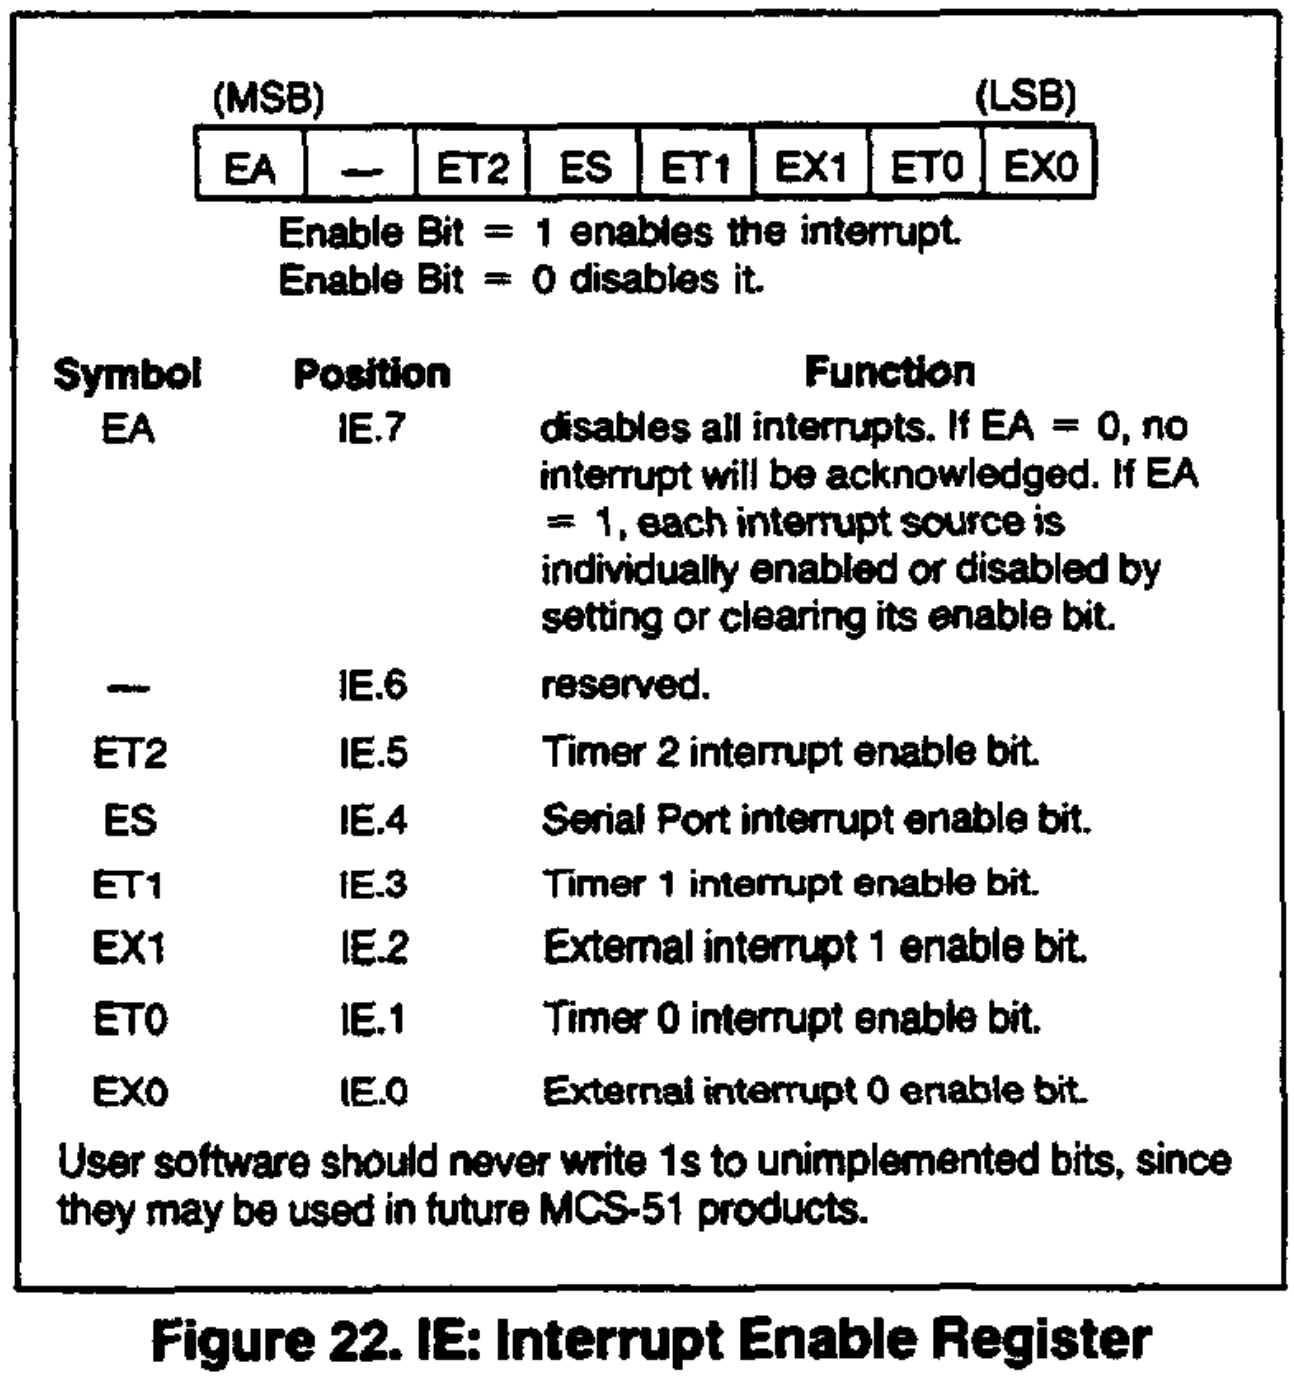 (MSB) (LSB)
EA — ET2 ES ET1 EX1 ET0 EX0
Enable Bit = 1 enables the interrupt.
Enable Bit = 0 disables it.
Symbol Position Function
EA IE.7 disables all interrupts. If EA = 0, no
interrupt will be acknowledged. If EA
= 1, each interrupt source is
individually enabled or disabled by
setting or clearing its enable bit.
— IE.6 reserved.
ET2 IE.5 Timer 2 interrupt enable bit.
ES IE.4 Serial Port interrupt enable bit.
ET1 IE.3 Timer 1 interrupt enable bit.
EX1 IE.2 External interrupt 1 enable bit.
ET0 IE.1 Timer 0 interrupt enable bit.
EX0 IE.0 External interrupt 0 enable bit.
User software should never write 1s to unimplemented bits, since
they may be used in future MCS-51 products.
Figure 22. IE: Interrupt Enable Register